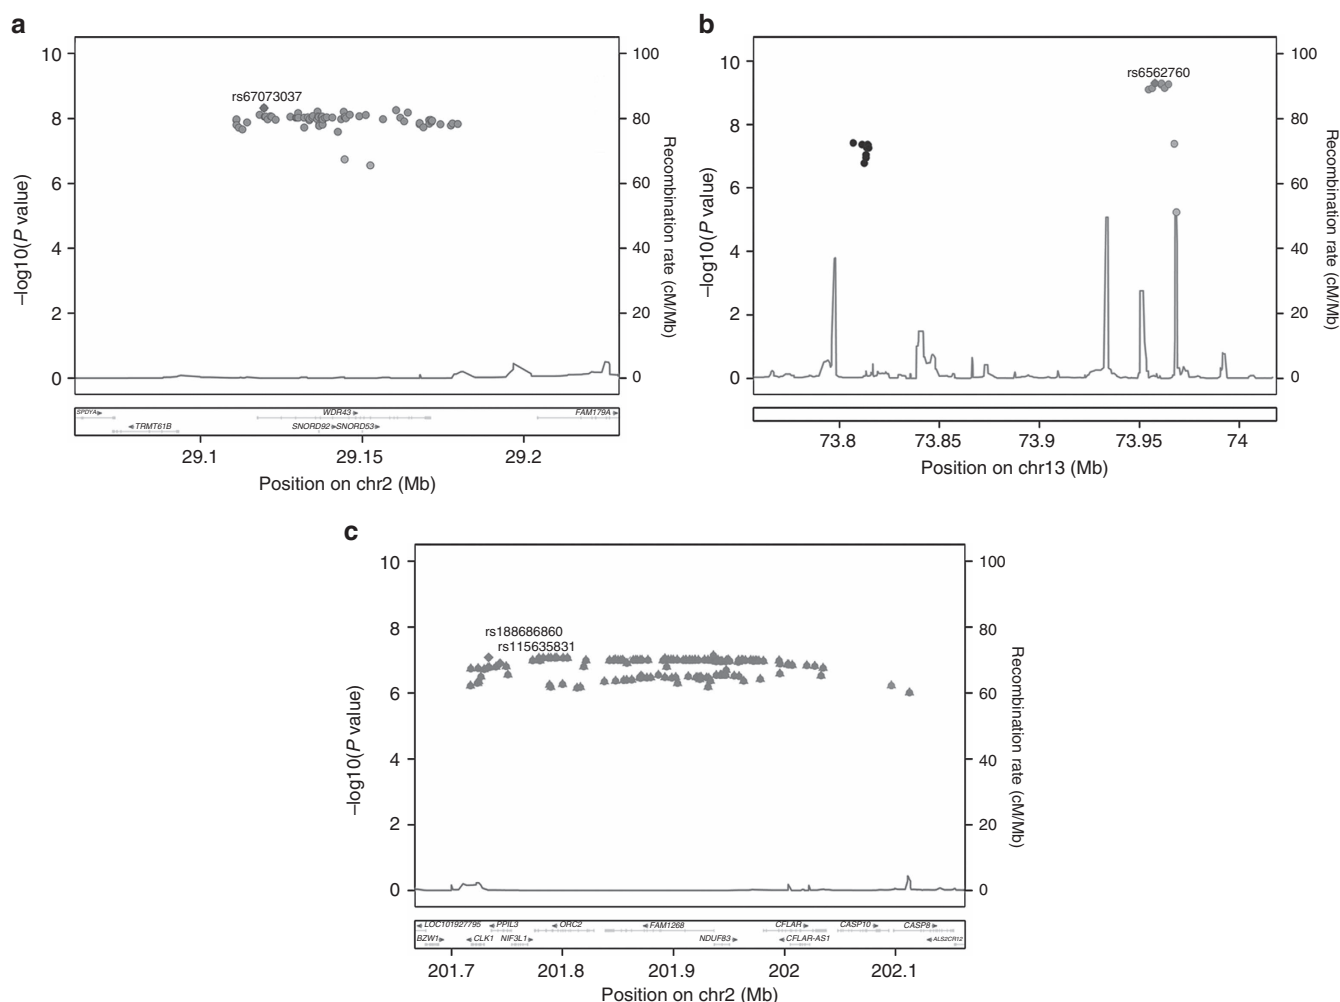 a
10
100
rs67073037
8
80
6
60
4
40
2
20
0
0
–log10(P value)
Recombination rate (cM/Mb)
SPDYA
WDR43
FAM179A
TRMT61B
SNORD92
SNORD53
29.1
29.15
29.2
Position on chr2 (Mb)
b
10
100
rs6562760
8
80
6
60
4
40
2
20
0
0
–log10(P value)
Recombination rate (cM/Mb)
73.8
73.85
73.9
73.95
74
Position on chr13 (Mb)
c
10
100
8
80
rs188686860
rs115635831
6
60
4
40
2
20
0
0
–log10(P value)
Recombination rate (cM/Mb)
LOC101927795
PPIL3
ORC2
FAM126B
CFLAR
CASP10
CASP8
BZW1
CLK1
NIF3L1
NDUFB3
CFLAR-AS1
ALS2CR12
201.7
201.8
201.9
202
202.1
Position on chr2 (Mb)